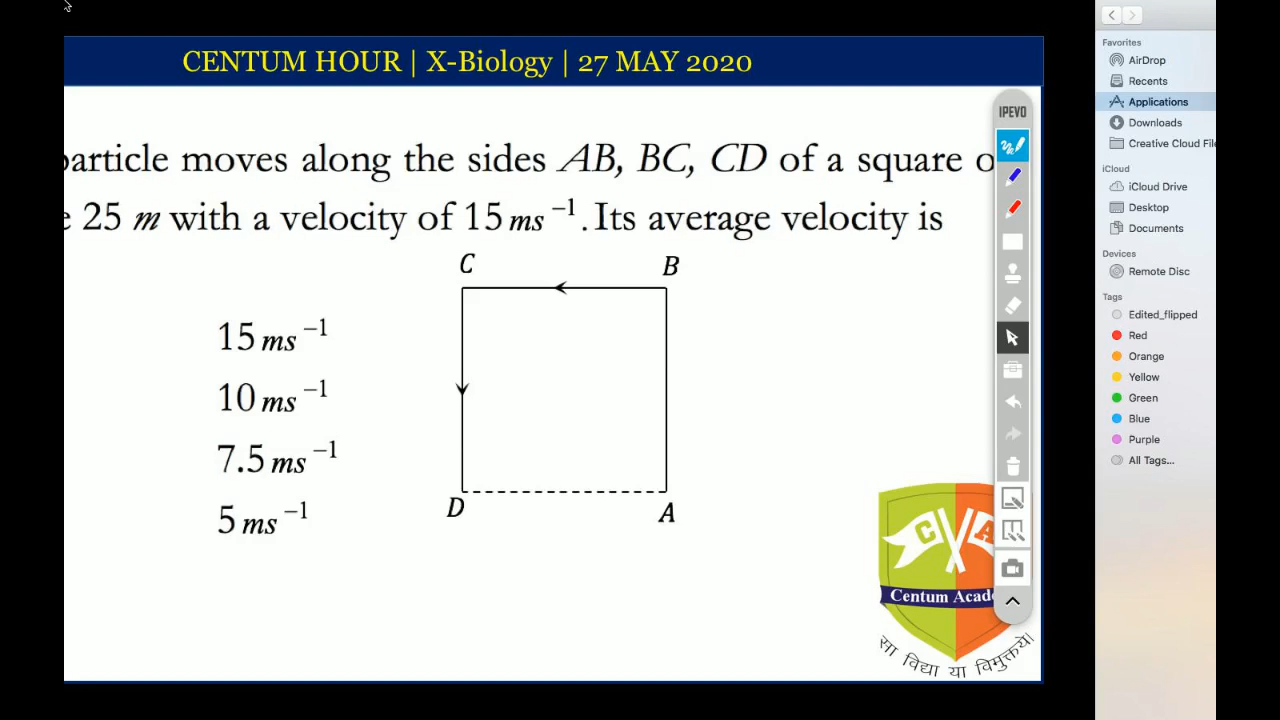 CENTUM HOUR | X-Biology | 27 MAY 2020
particle moves along the sides AB, BC, CD of a square o
e 25 m with a velocity of 15 ms⁻¹. Its average velocity is
15 ms⁻¹
10 ms⁻¹
7.5 ms⁻¹
5 ms⁻¹
C
B
D
A
IPEVO
C
A
Centum Acade
सा विद्या या विमुक्तये।
Favorites
AirDrop
Recents
Applications
Downloads
Creative Cloud File
iCloud
iCloud Drive
Desktop
Documents
Devices
Remote Disc
Tags
Edited_flipped
Red
Orange
Yellow
Green
Blue
Purple
All Tags...